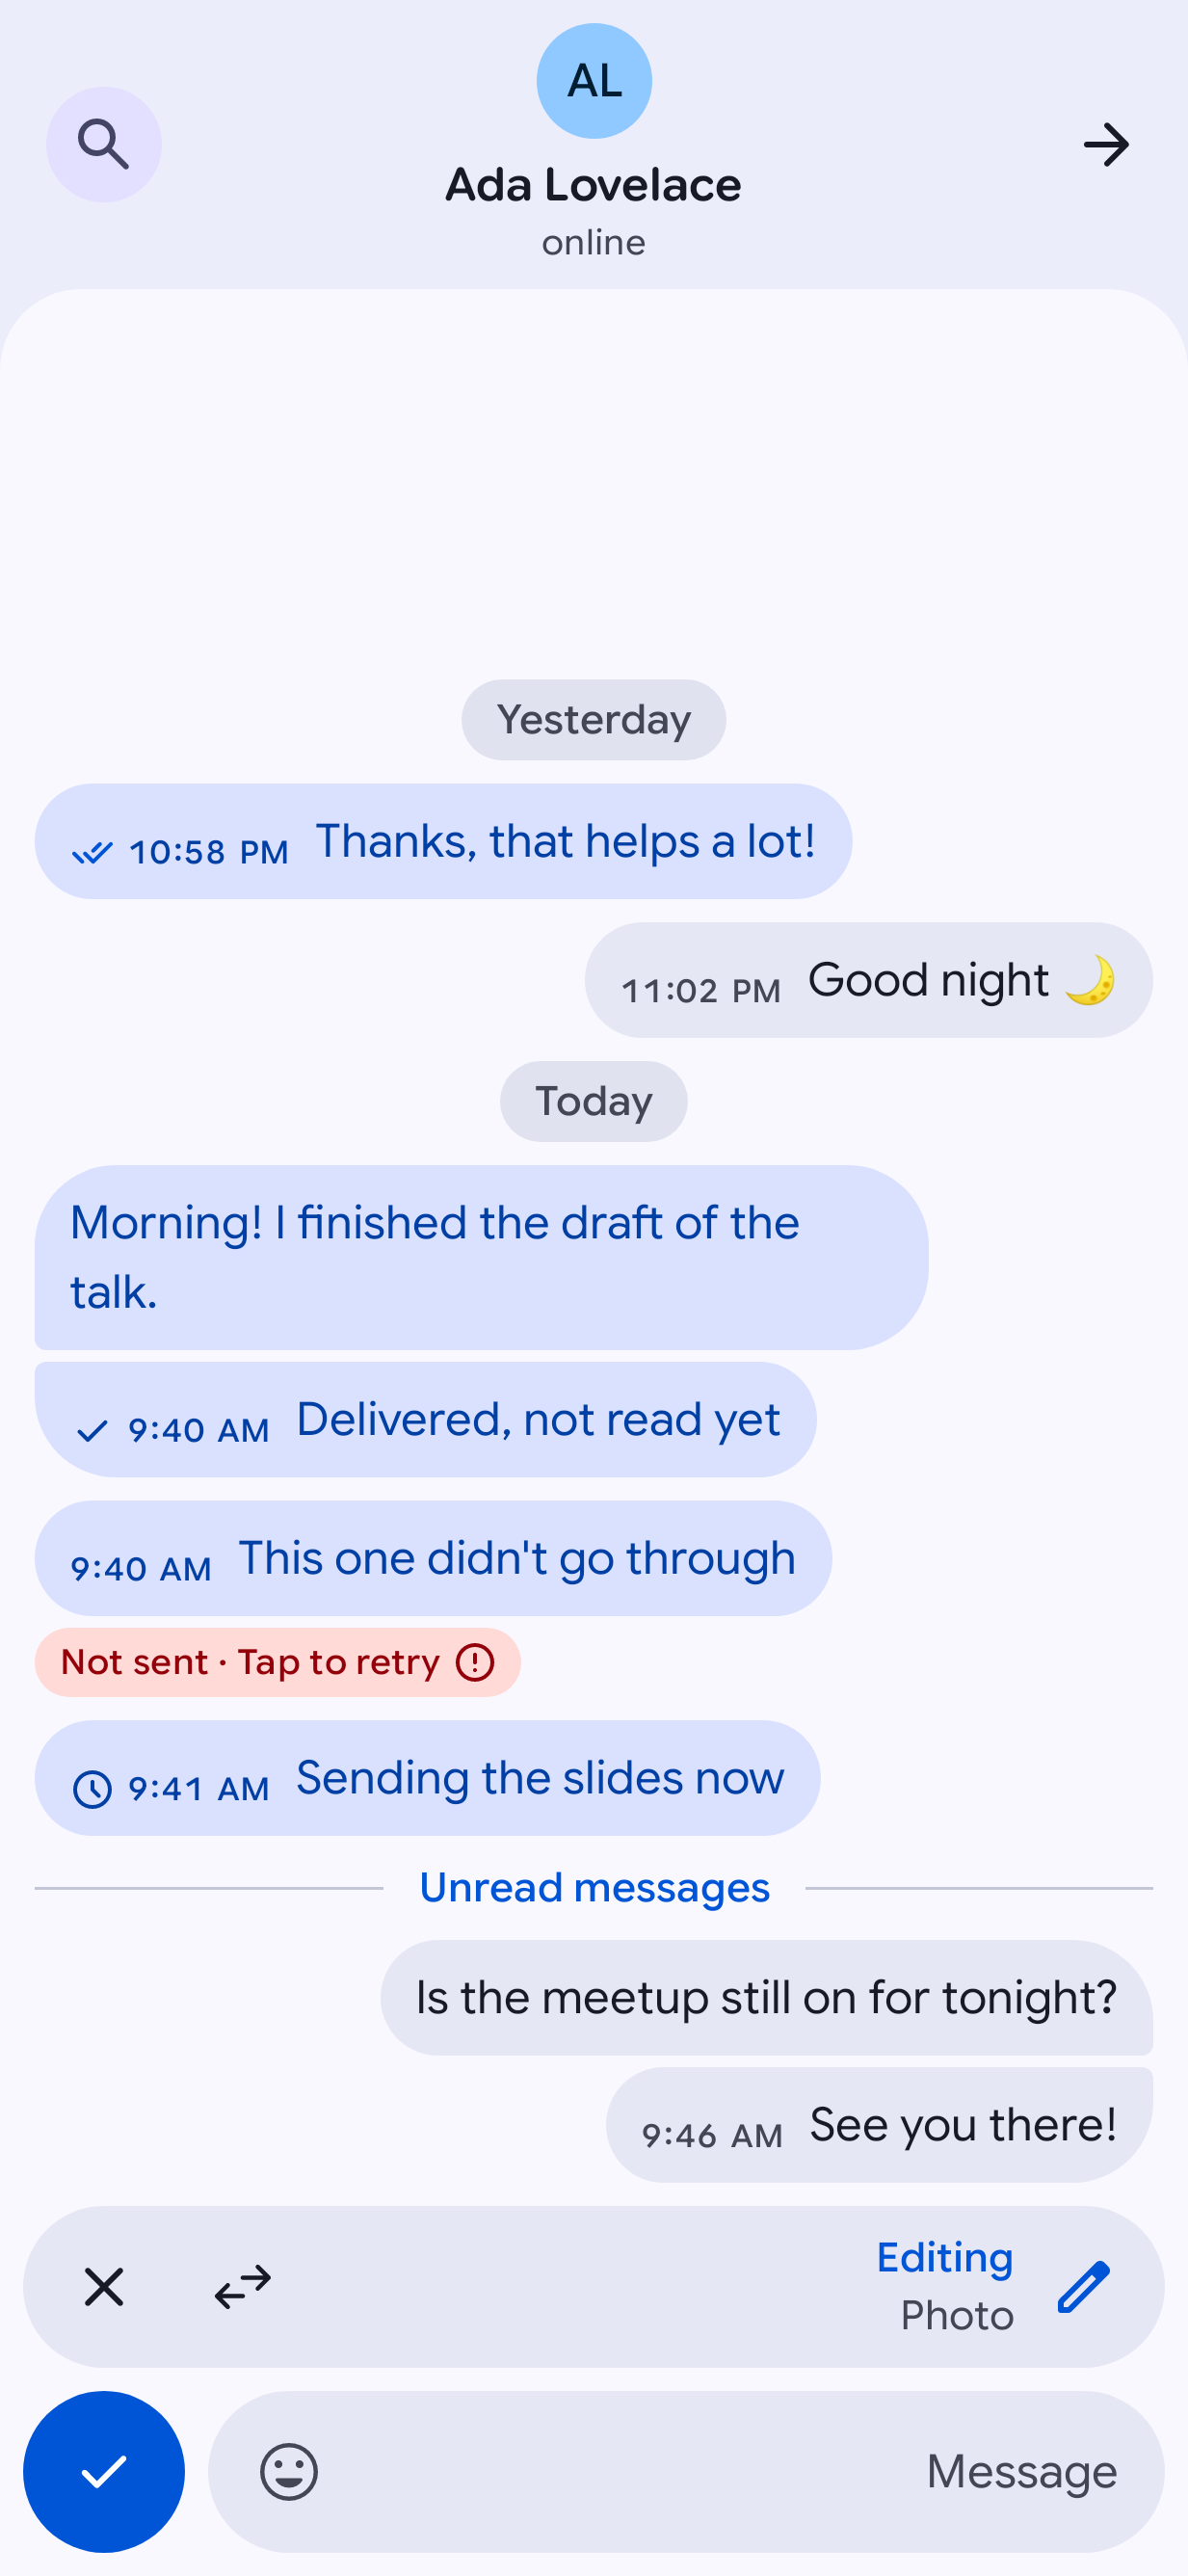 AL
Ada Lovelace
online
Yesterday
10:58 PM Thanks, that helps a lot!
11:02 PM Good night 🌙
Today
Morning! I finished the draft of the
talk.
9:40 AM Delivered, not read yet
9:40 AM This one didn't go through
Not sent · Tap to retry
9:41 AM Sending the slides now
Unread messages
Is the meetup still on for tonight?
9:46 AM See you there!
Editing
Photo
Message